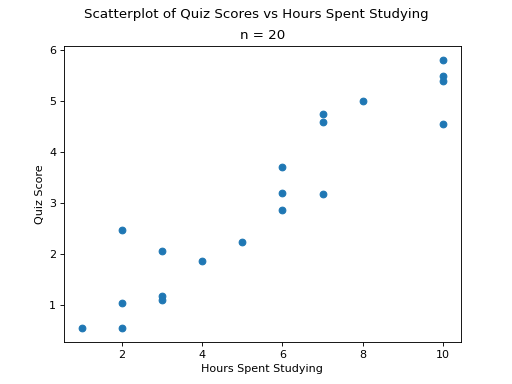 Scatterplot of Quiz Scores vs Hours Spent Studying
n = 20
6
5
4
3
2
1
Quiz Score
2 4 6 8 10
Hours Spent Studying